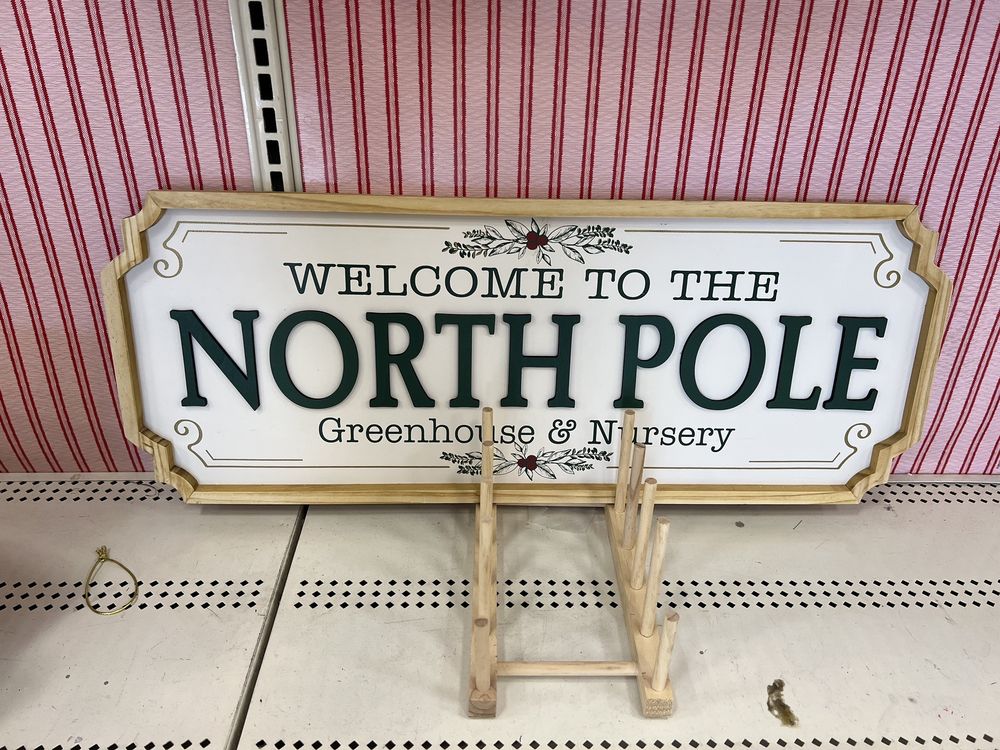 WELCOME TO THE
NORTH POLE
Greenhouse & Nursery